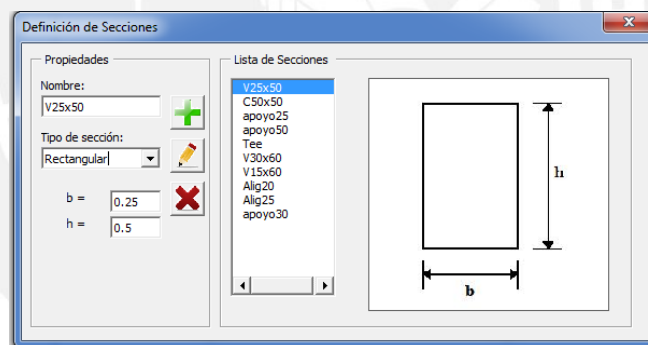 Definición de Secciones
Propiedades
Nombre:
V25x50
Tipo de sección:
Rectangular
b =
0.25
h =
0.5
Lista de Secciones
V25x50
C50x50
apoyo25
apoyo50
Tee
V30x60
V15x60
Alig20
Alig25
apoyo30
h
b